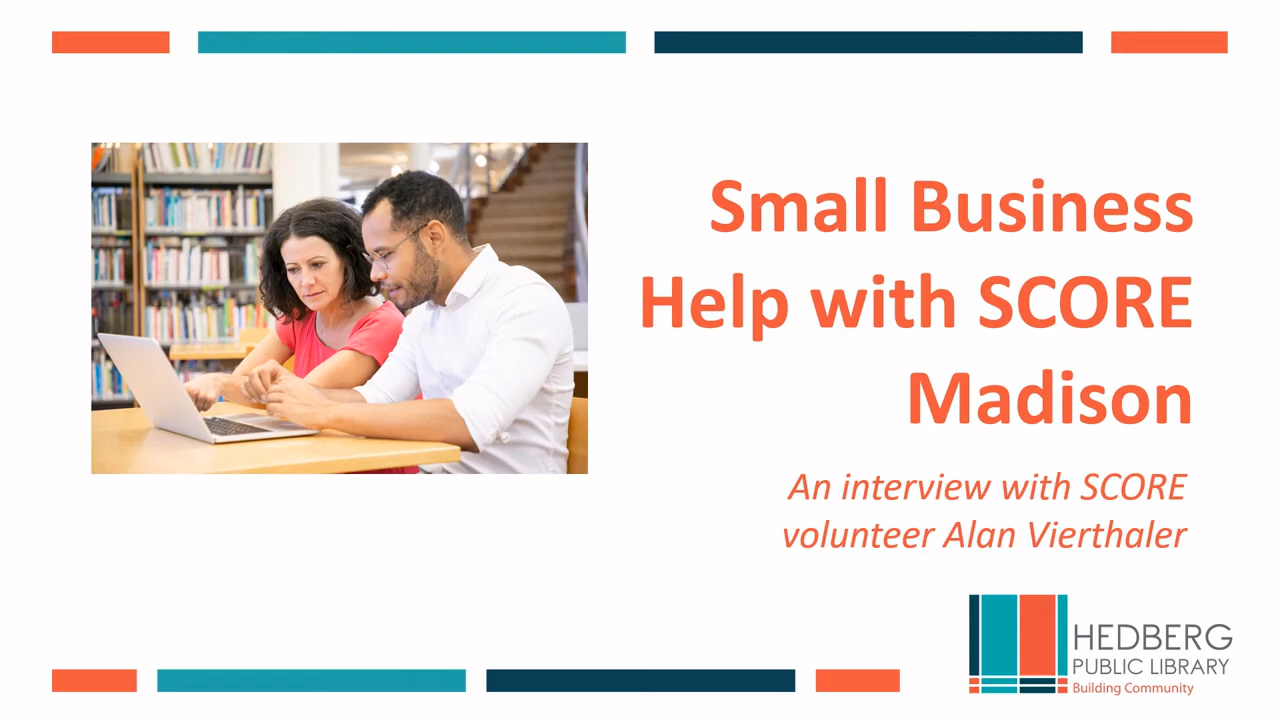 Small Business
Help with SCORE
Madison
An interview with SCORE
volunteer Alan Vierthaler
HEDBERG
PUBLIC LIBRARY
Building Community